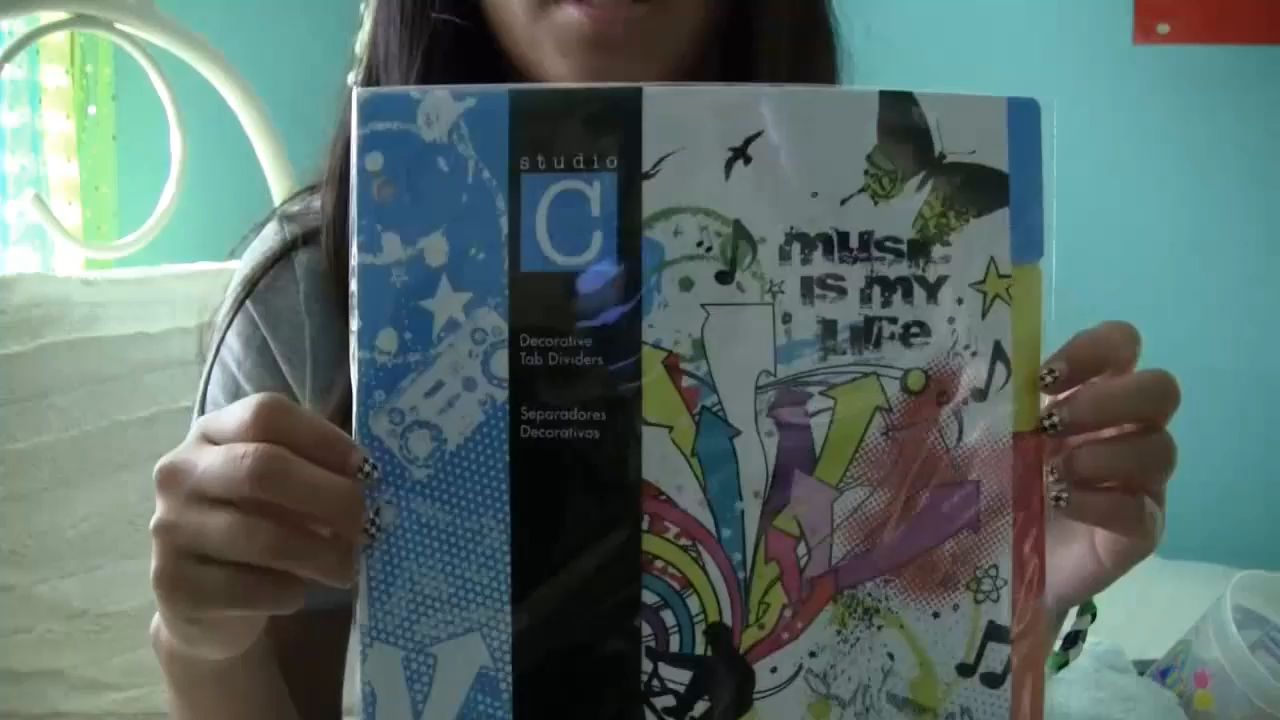 studio
C
Decorative
Tab Dividers
Separadores
Decorativos
music
is my
Life